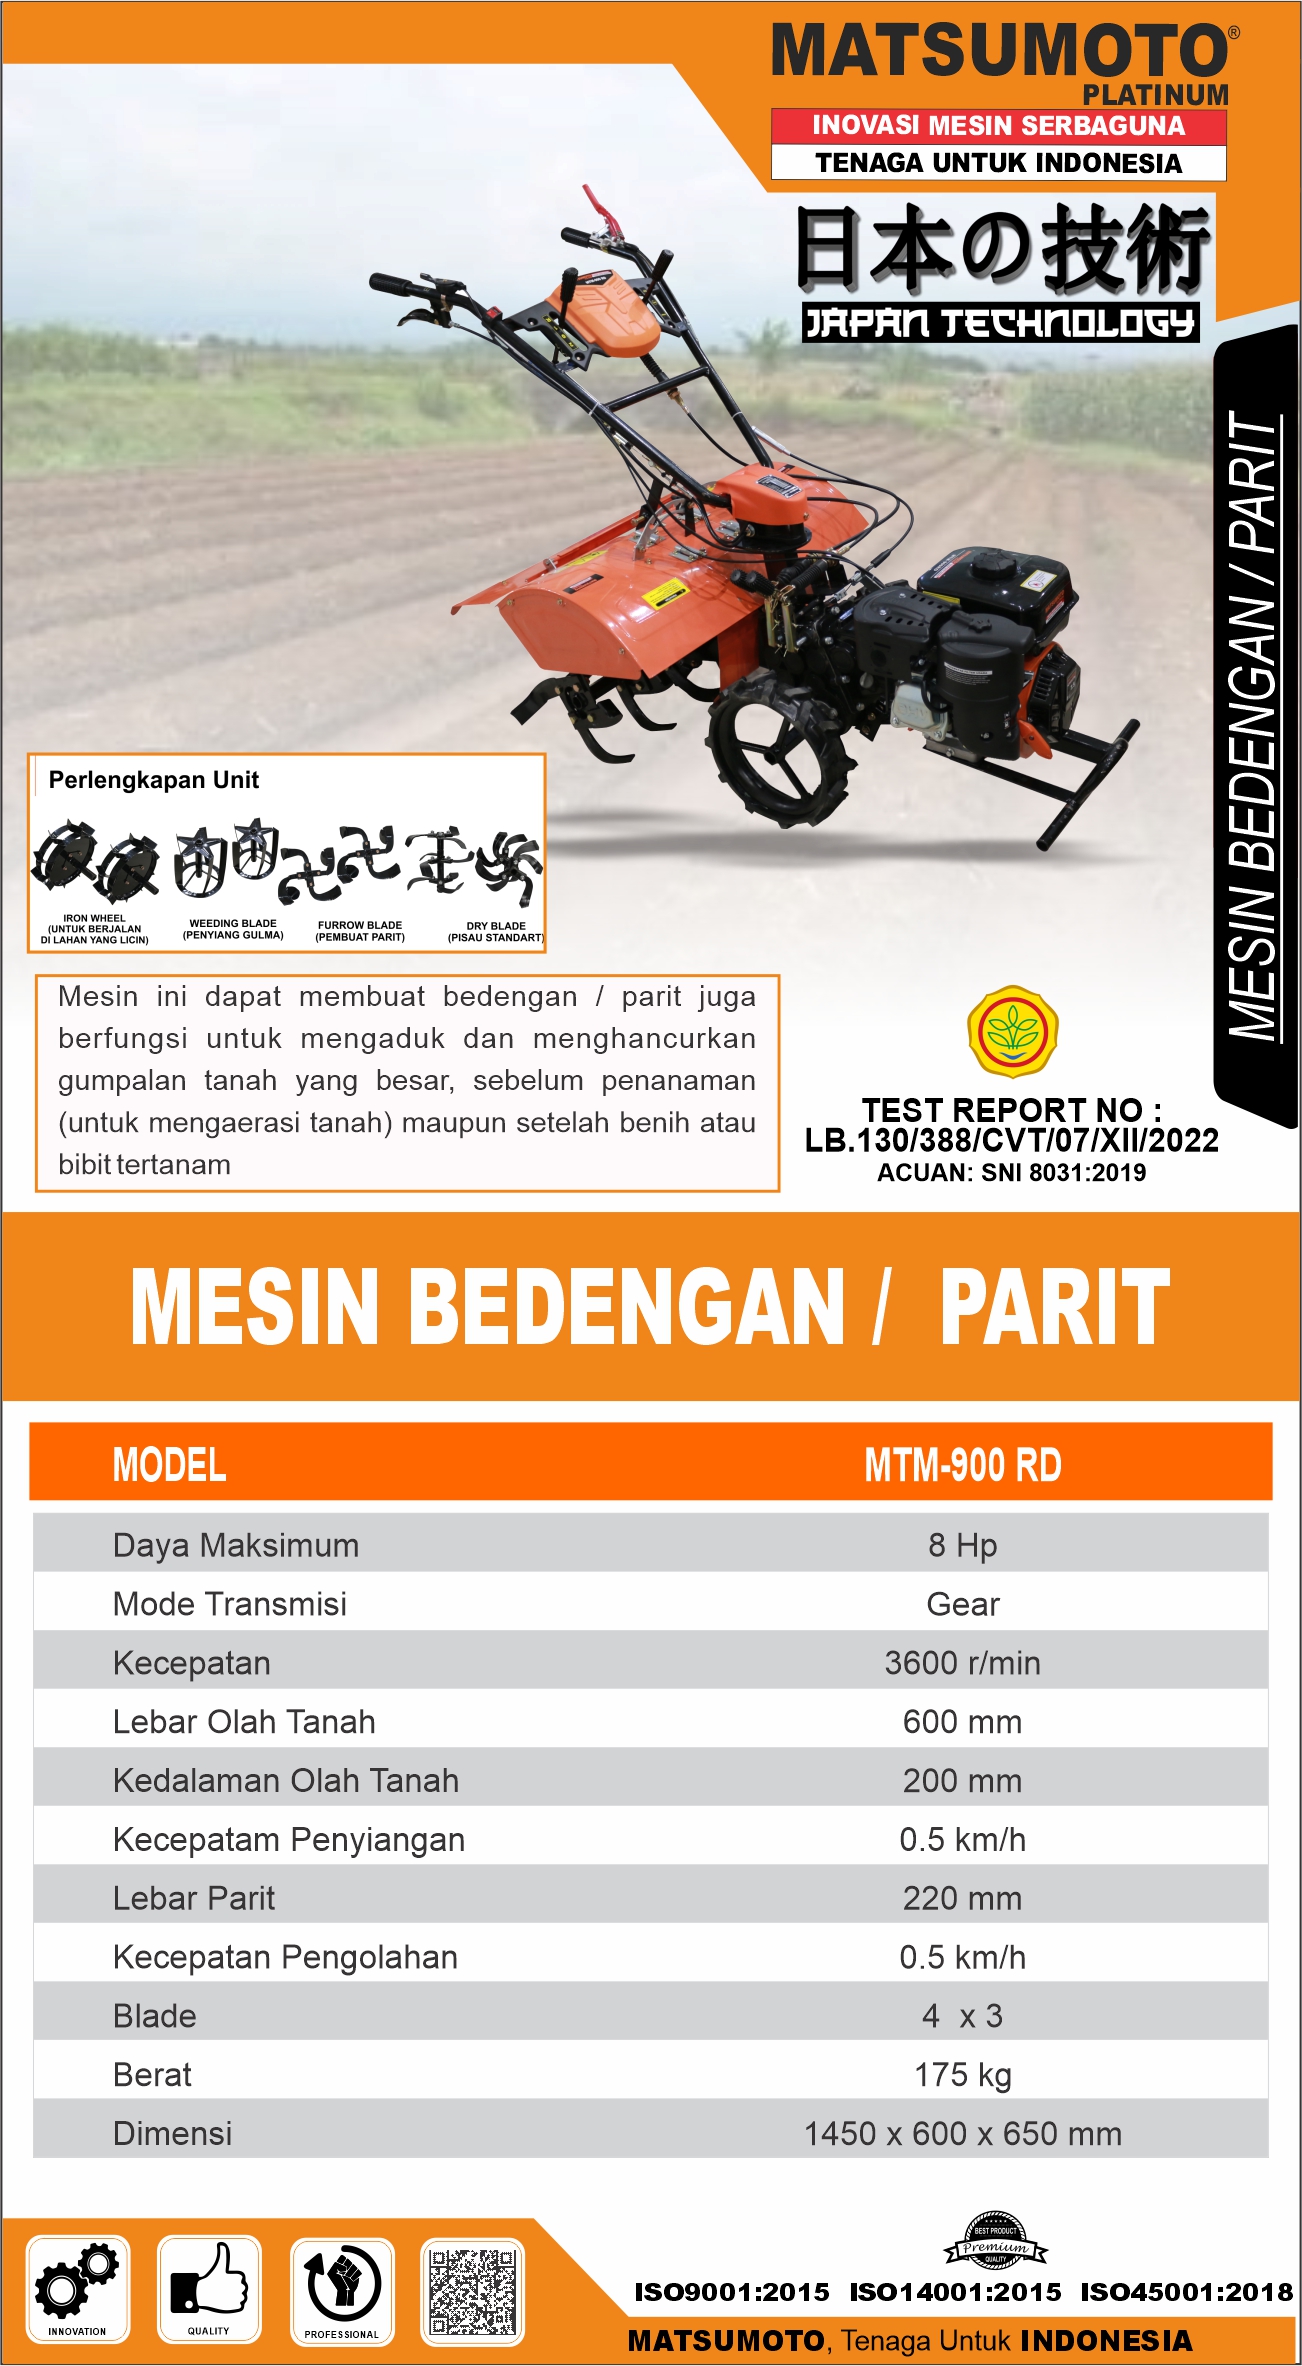 MATSUMOTO®
PLATINUM
INOVASI MESIN SERBAGUNA
TENAGA UNTUK INDONESIA
日本の技術
JAPAN TECHNOLOGY
MESIN BEDENGAN / PARIT
Perlengkapan Unit
IRON WHEEL
(UNTUK BERJALAN
DI LAHAN YANG LICIN)
WEEDING BLADE
(PENYIANG GULMA)
FURROW BLADE
(PEMBUAT PARIT)
DRY BLADE
(PISAU STANDART)
Mesin ini dapat membuat bedengan / parit juga
berfungsi untuk mengaduk dan menghancurkan
gumpalan tanah yang besar, sebelum penanaman
(untuk mengaerasi tanah) maupun setelah benih atau
bibit tertanam
TEST REPORT NO :
LB.130/388/CVT/07/XII/2022
ACUAN: SNI 8031:2019
MESIN BEDENGAN / PARIT
MODEL MTM-900 RD
Daya Maksimum 8 Hp
Mode Transmisi Gear
Kecepatan 3600 r/min
Lebar Olah Tanah 600 mm
Kedalaman Olah Tanah 200 mm
Kecepatam Penyiangan 0.5 km/h
Lebar Parit 220 mm
Kecepatan Pengolahan 0.5 km/h
Blade 4 x 3
Berat 175 kg
Dimensi 1450 x 600 x 650 mm
INNOVATION
QUALITY
PROFESSIONAL
BEST PRODUCT
Premium
QUALITY
ISO9001:2015 ISO14001:2015 ISO45001:2018
MATSUMOTO, Tenaga Untuk INDONESIA